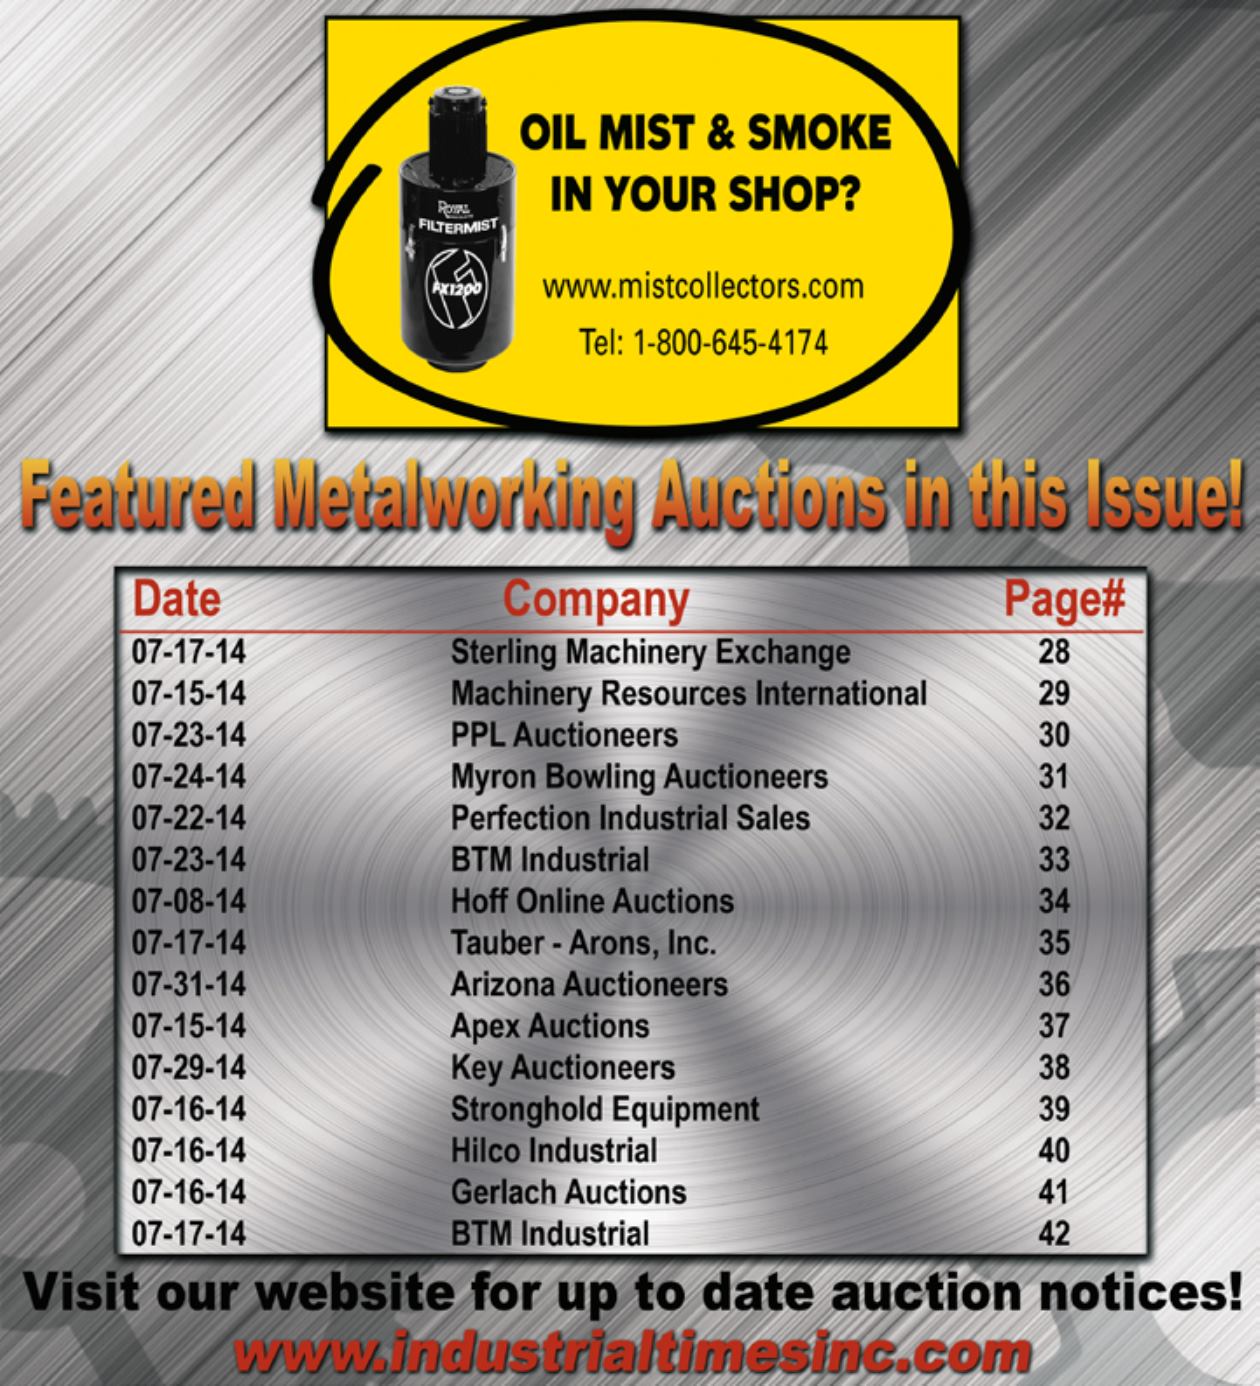 OIL MIST & SMOKE
IN YOUR SHOP?
ROYAL
FILTERMIST
FX1200
www.mistcollectors.com
Tel: 1-800-645-4174
Featured Metalworking Auctions in this Issue!
Date Company Page#
07-17-14 Sterling Machinery Exchange 28
07-15-14 Machinery Resources International 29
07-23-14 PPL Auctioneers 30
07-24-14 Myron Bowling Auctioneers 31
07-22-14 Perfection Industrial Sales 32
07-23-14 BTM Industrial 33
07-08-14 Hoff Online Auctions 34
07-17-14 Tauber - Arons, Inc. 35
07-31-14 Arizona Auctioneers 36
07-15-14 Apex Auctions 37
07-29-14 Key Auctioneers 38
07-16-14 Stronghold Equipment 39
07-16-14 Hilco Industrial 40
07-16-14 Gerlach Auctions 41
07-17-14 BTM Industrial 42
Visit our website for up to date auction notices!
www.industrialtimesinc.com